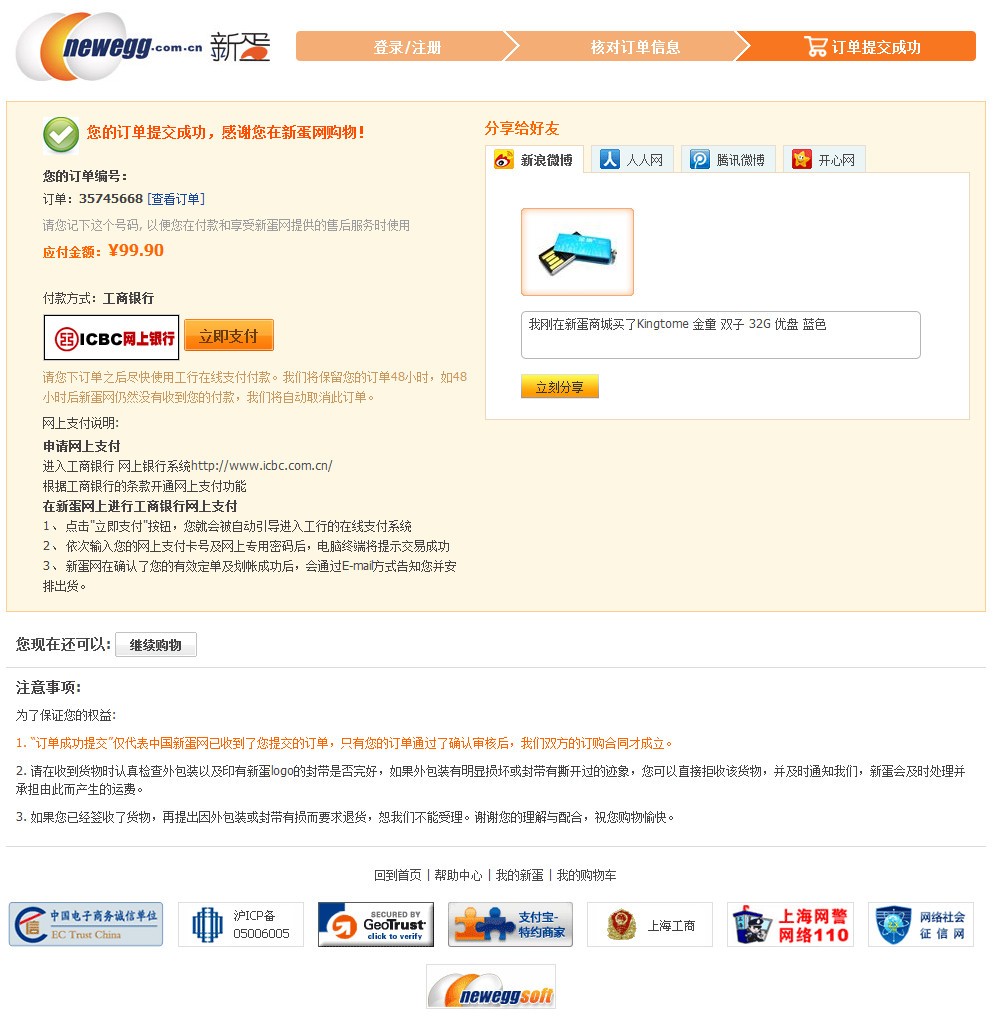 newegg.com.cn 新蛋
登录/注册
核对订单信息
订单提交成功
您的订单提交成功，感谢您在新蛋网购物！
您的订单编号：
订单：35745668 [查看订单]
请您记下这个号码, 以便您在付款和享受新蛋网提供的售后服务时使用
应付金额：¥99.90
付款方式：工商银行
ICBC网上银行
立即支付
请您下订单之后尽快使用工行在线支付付款。我们将保留您的订单48小时，如48
小时后新蛋网仍然没有收到您的付款，我们将自动取消此订单。
网上支付说明:
申请网上支付
进入工商银行 网上银行系统http://www.icbc.com.cn/
根据工商银行的条款开通网上支付功能
在新蛋网上进行工商银行网上支付
1、 点击"立即支付"按钮，您就会被自动引导进入工行的在线支付系统
2、 依次输入您的网上支付卡号及网上专用密码后，电脑终端将提示交易成功
3、 新蛋网在确认了您的有效定单及划帐成功后，会通过E-mail方式告知您并安
排出货。
分享给好友
新浪微博
人人网
腾讯微博
开心网
我刚在新蛋商城买了Kingtome 金童 双子 32G 优盘 蓝色
立刻分享
您现在还可以:
继续购物
注意事项:
为了保证您的权益:
1. “订单成功提交”仅代表中国新蛋网已收到了您提交的订单，只有您的订单通过了确认审核后，我们双方的订购合同才成立。
2. 请在收到货物时认真检查外包装以及印有新蛋logo的封带是否完好，如果外包装有明显损坏或封带有撕开过的迹象，您可以直接拒收该货物，并及时通知我们，新蛋会及时处理并
承担由此而产生的运费。
3. 如果您已经签收了货物，再提出因外包装或封带有损而要求退货，恕我们不能受理。谢谢您的理解与配合，祝您购物愉快。
回到首页 | 帮助中心 | 我的新蛋 | 我的购物车
中国电子商务诚信单位
EC Trust China
沪ICP备
05006005
SECURED BY
GeoTrust
click to verify
支付宝-
特约商家
上海工商
上海网警
网络110
网络社会
征信网
neweggsoft